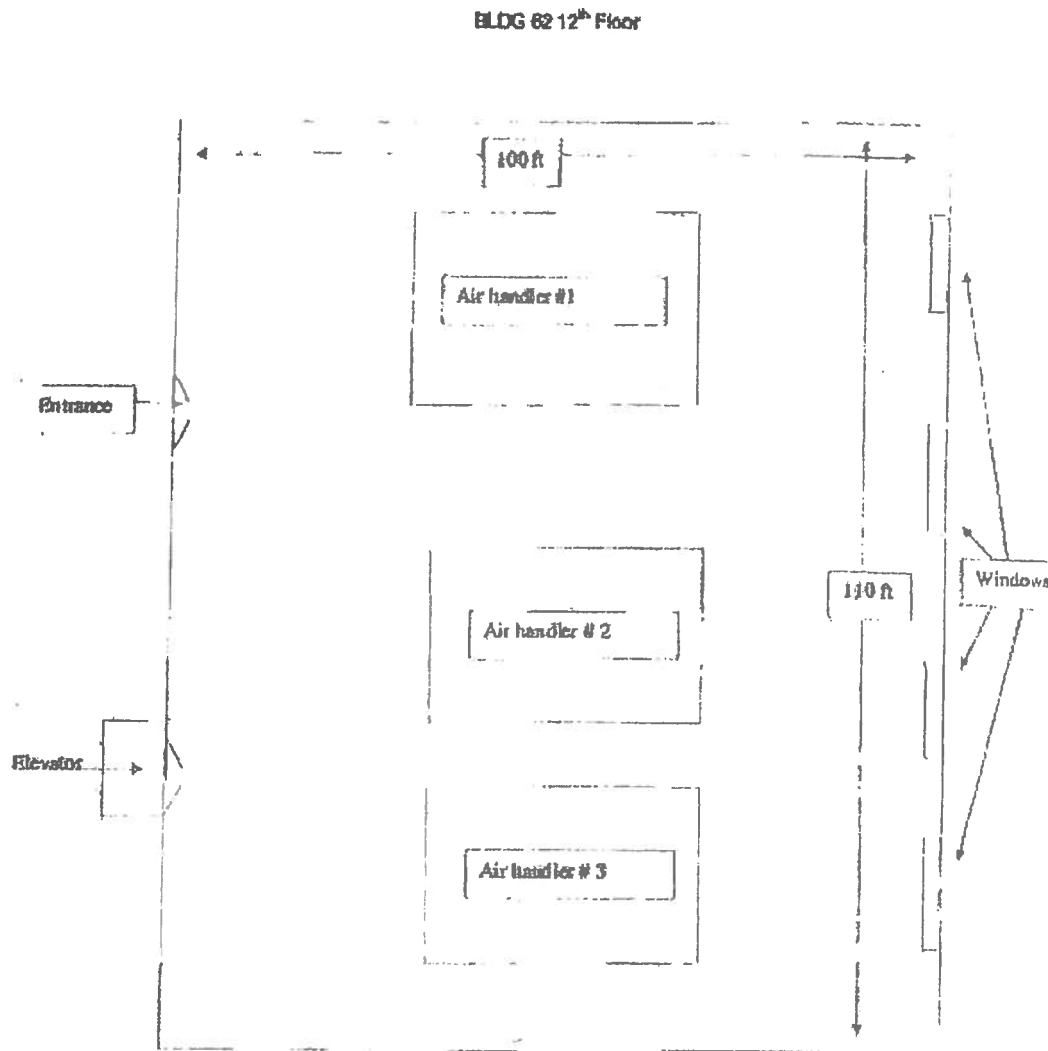 BLDG 62 12th Floor
100 ft
Air handler #1
Entrance
110 ft
Windows
Air handler # 2
Elevator
Air handler # 3